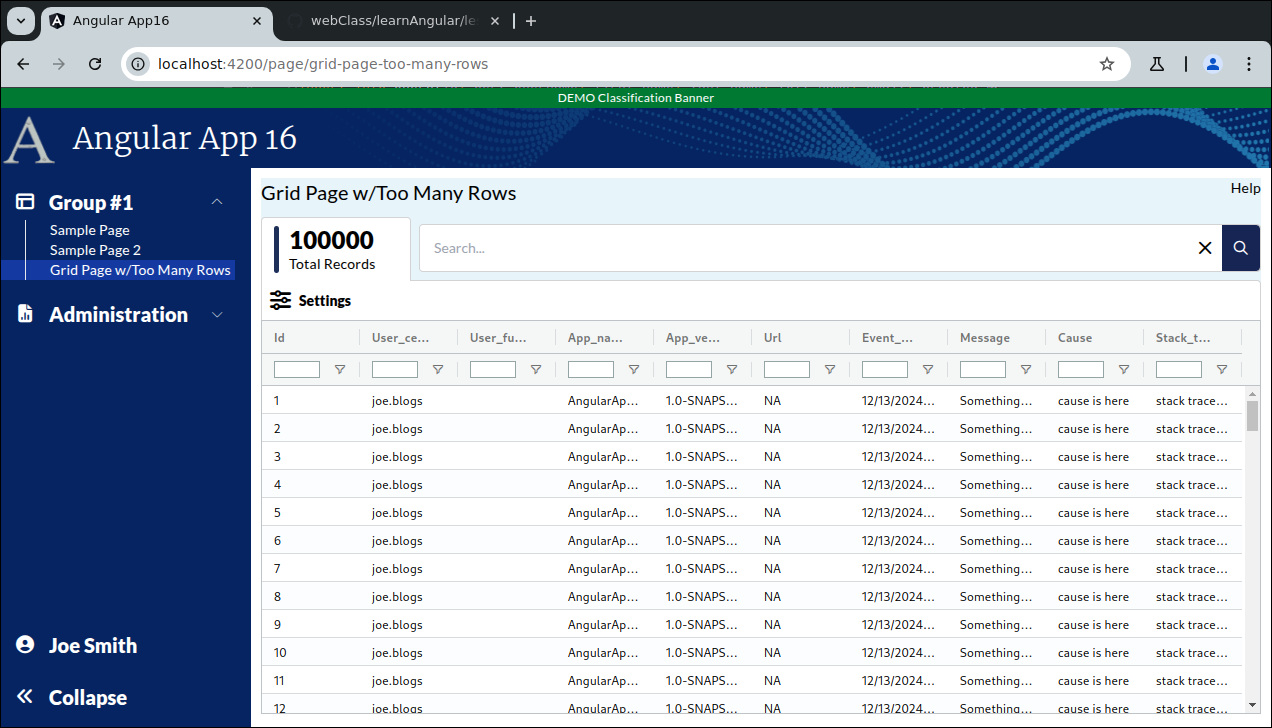 Angular App16
webClass/learnAngular/le
localhost:4200/page/grid-page-too-many-rows
DEMO Classification Banner
A Angular App 16
Group #1
Sample Page
Sample Page 2
Grid Page w/Too Many Rows
Administration
Joe Smith
Collapse
Grid Page w/Too Many Rows Help
100000
Total Records
Search...
Settings
Id User_ce... User_fu... App_na... App_ve... Url Event_... Message Cause Stack_t...
1 joe.blogs AngularAp... 1.0-SNAPS... NA 12/13/2024... Something... cause is here stack trace...
2 joe.blogs AngularAp... 1.0-SNAPS... NA 12/13/2024... Something... cause is here stack trace...
3 joe.blogs AngularAp... 1.0-SNAPS... NA 12/13/2024... Something... cause is here stack trace...
4 joe.blogs AngularAp... 1.0-SNAPS... NA 12/13/2024... Something... cause is here stack trace...
5 joe.blogs AngularAp... 1.0-SNAPS... NA 12/13/2024... Something... cause is here stack trace...
6 joe.blogs AngularAp... 1.0-SNAPS... NA 12/13/2024... Something... cause is here stack trace...
7 joe.blogs AngularAp... 1.0-SNAPS... NA 12/13/2024... Something... cause is here stack trace...
8 joe.blogs AngularAp... 1.0-SNAPS... NA 12/13/2024... Something... cause is here stack trace...
9 joe.blogs AngularAp... 1.0-SNAPS... NA 12/13/2024... Something... cause is here stack trace...
10 joe.blogs AngularAp... 1.0-SNAPS... NA 12/13/2024... Something... cause is here stack trace...
11 joe.blogs AngularAp... 1.0-SNAPS... NA 12/13/2024... Something... cause is here stack trace...
12 joe.blogs AngularAp... 1.0-SNAPS... NA 12/13/2024... Something... cause is here stack trace...